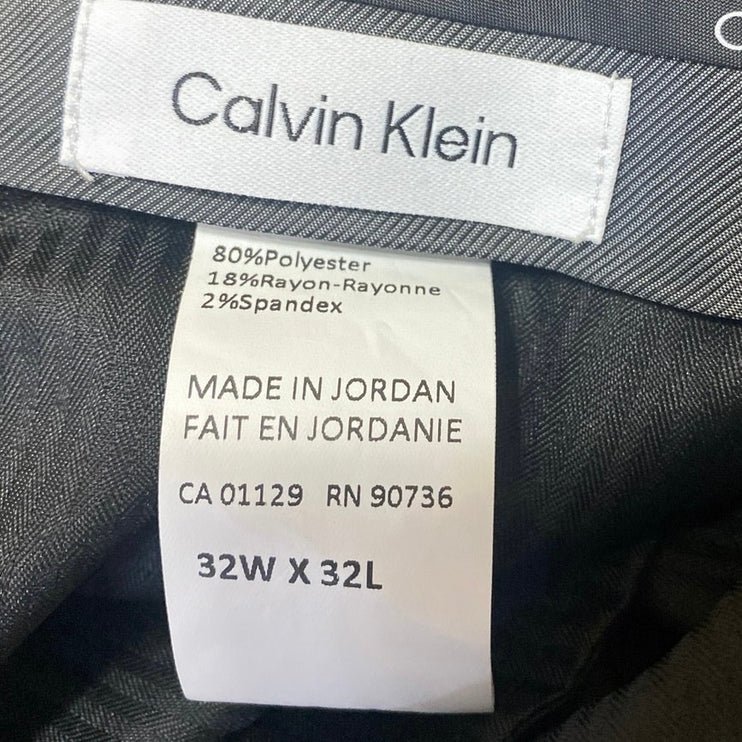 Calvin Klein
80%Polyester
18%Rayon-Rayonne
2%Spandex
MADE IN JORDAN
FAIT EN JORDANIE
CA 01129 RN 90736
32W X 32L